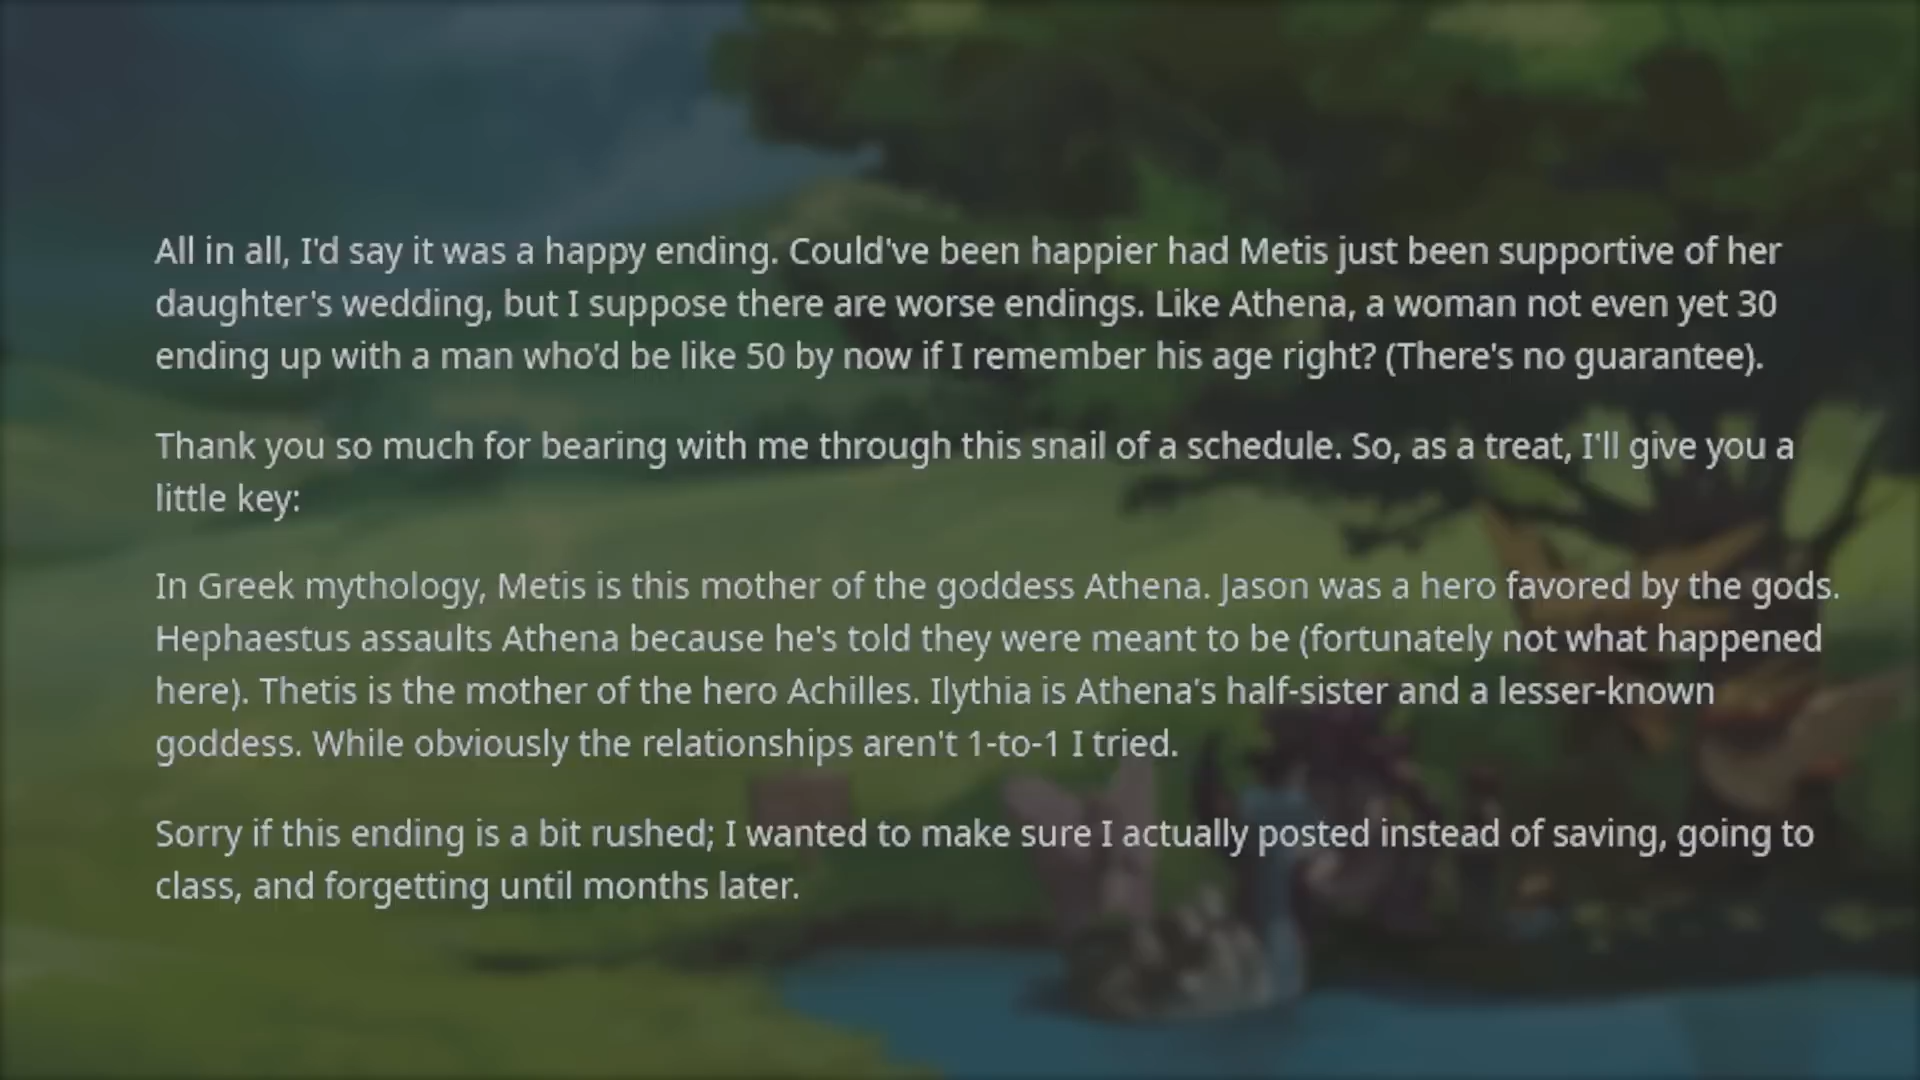 All in all, I'd say it was a happy ending. Could've been happier had Metis just been supportive of her
daughter's wedding, but I suppose there are worse endings. Like Athena, a woman not even yet 30
ending up with a man who'd be like 50 by now if I remember his age right? (There's no guarantee).
Thank you so much for bearing with me through this snail of a schedule. So, as a treat, I'll give you a
little key:
In Greek mythology, Metis is this mother of the goddess Athena. Jason was a hero favored by the gods.
Hephaestus assaults Athena because he's told they were meant to be (fortunately not what happened
here). Thetis is the mother of the hero Achilles. Ilythia is Athena's half-sister and a lesser-known
goddess. While obviously the relationships aren't 1-to-1 I tried.
Sorry if this ending is a bit rushed; I wanted to make sure I actually posted instead of saving, going to
class, and forgetting until months later.